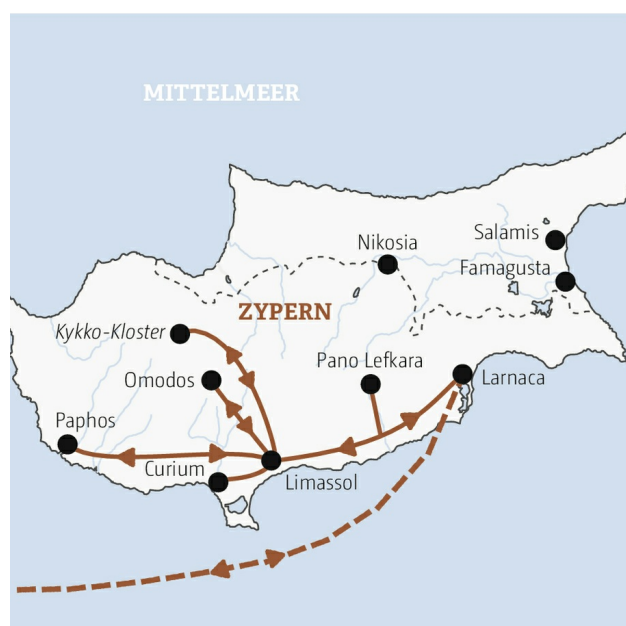 MITTELMEER
Salamis
Nikosia
Famagusta
ZYPERN
Kykko-Kloster
Pano Lefkara
Omodos
Larnaca
Paphos
Curium
Limassol